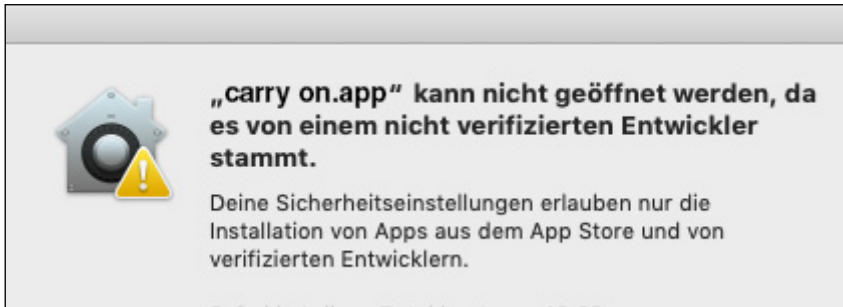 „carry on.app“ kann nicht geöffnet werden, da
es von einem nicht verifizierten Entwickler
stammt.
Deine Sicherheitseinstellungen erlauben nur die
Installation von Apps aus dem App Store und von
verifizierten Entwicklern.